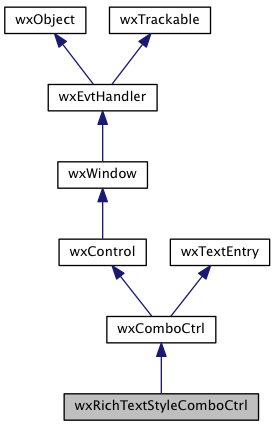 wxObject
wxTrackable
wxEvtHandler
wxWindow
wxControl
wxTextEntry
wxComboCtrl
wxRichTextStyleComboCtrl